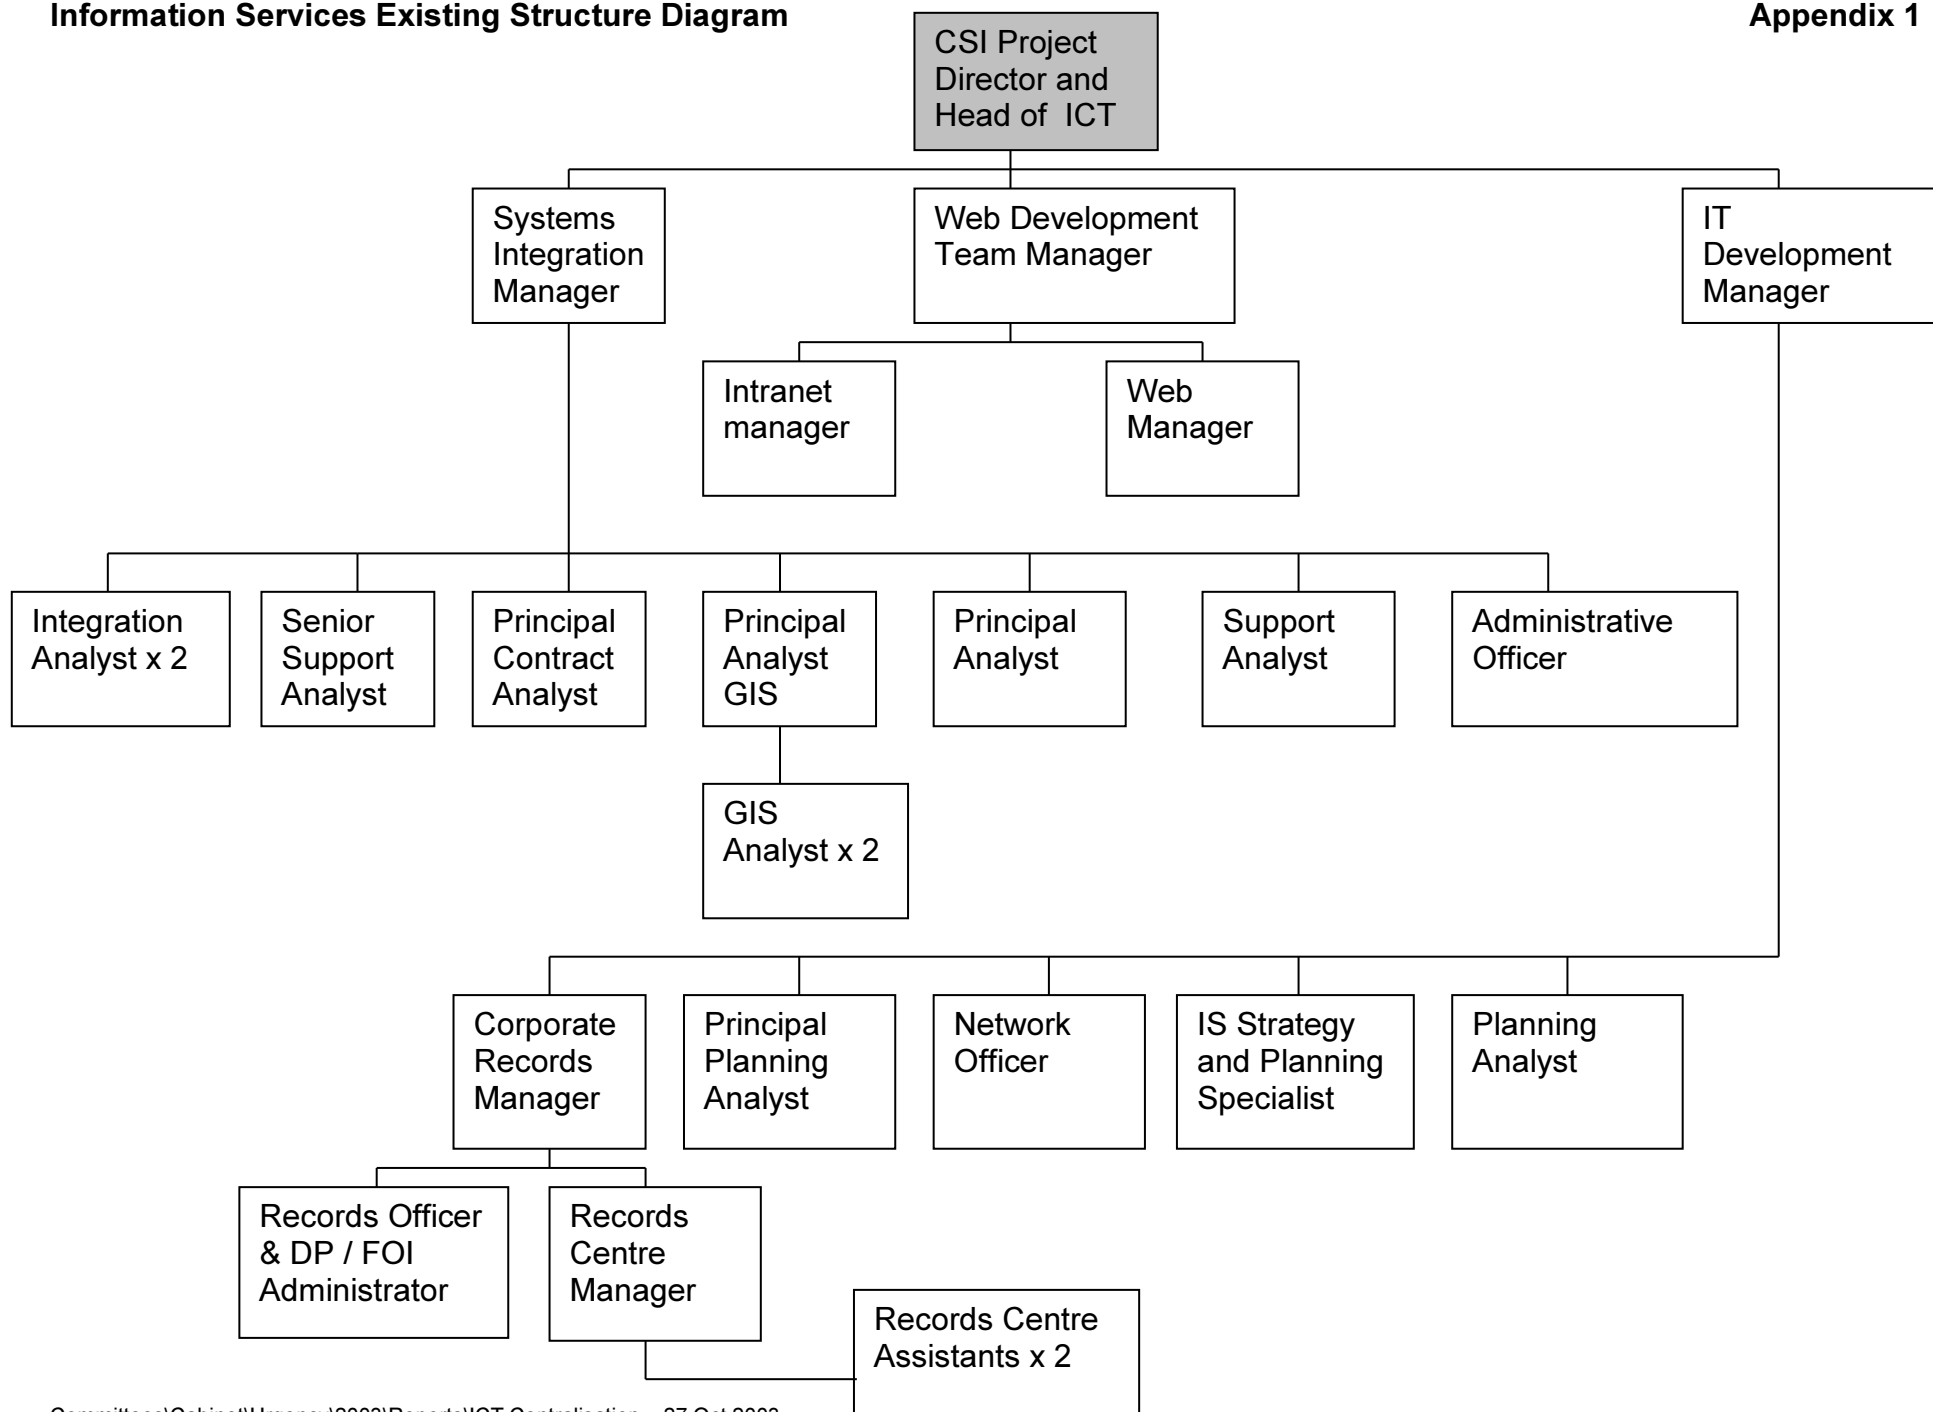 Information Services Existing Structure Diagram
Appendix 1
CSI Project
Director and
Head of ICT
Systems
Integration
Manager
Web Development
Team Manager
IT
Development
Manager
Intranet
manager
Web
Manager
Integration
Analyst x 2
Senior
Support
Analyst
Principal
Contract
Analyst
Principal
Analyst
GIS
Principal
Analyst
Support
Analyst
Administrative
Officer
GIS
Analyst x 2
Corporate
Records
Manager
Principal
Planning
Analyst
Network
Officer
IS Strategy
and Planning
Specialist
Planning
Analyst
Records Officer
& DP / FOI
Administrator
Records
Centre
Manager
Records Centre
Assistants x 2